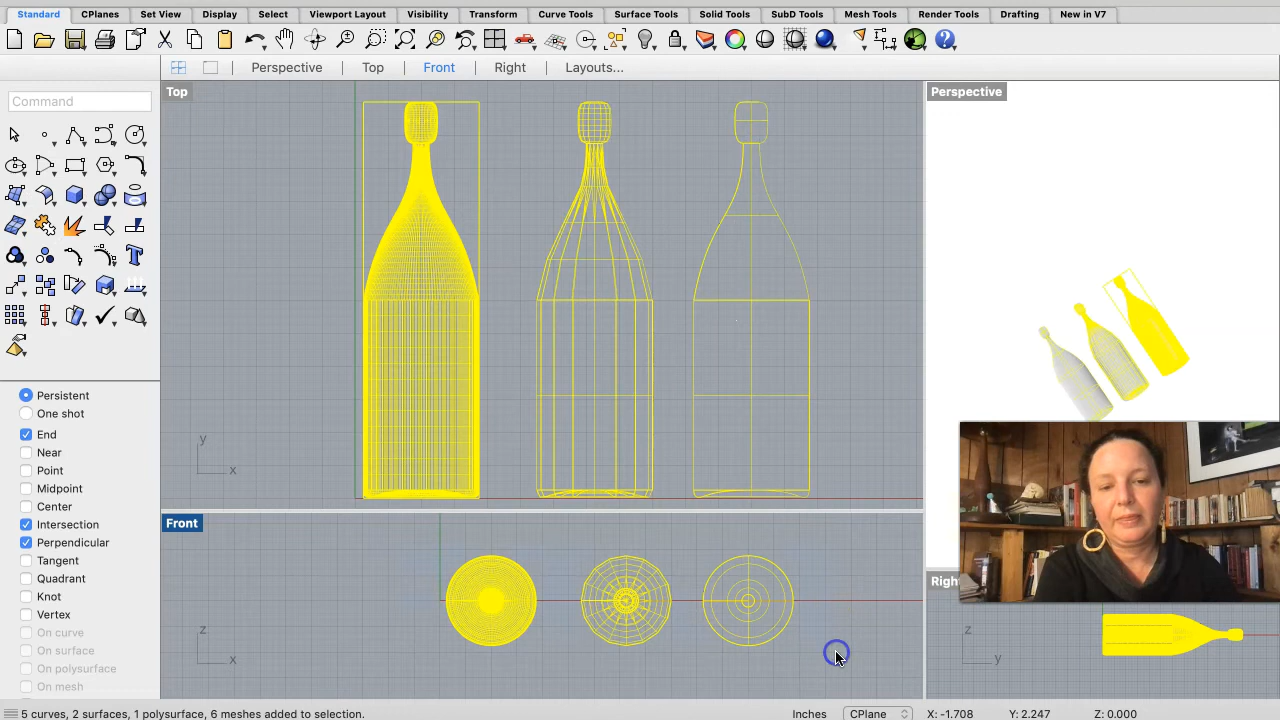 Standard CPlanes Set View Display Select Viewport Layout Visibility Transform Curve Tools Surface Tools Solid Tools SubD Tools Mesh Tools Render Tools Drafting New in V7
Perspective Top Front Right Layouts...
Command
Top
Perspective
Persistent
One shot
End
Near
Point
Midpoint
Center
Intersection
Perpendicular
Tangent
Quadrant
Knot
Vertex
On curve
On surface
On polysurface
On mesh
y
x
Front
z
x
Righ
z
y
5 curves, 2 surfaces, 1 polysurface, 6 meshes added to selection. Inches CPlane X: -1.708 Y: 2.247 Z: 0.000